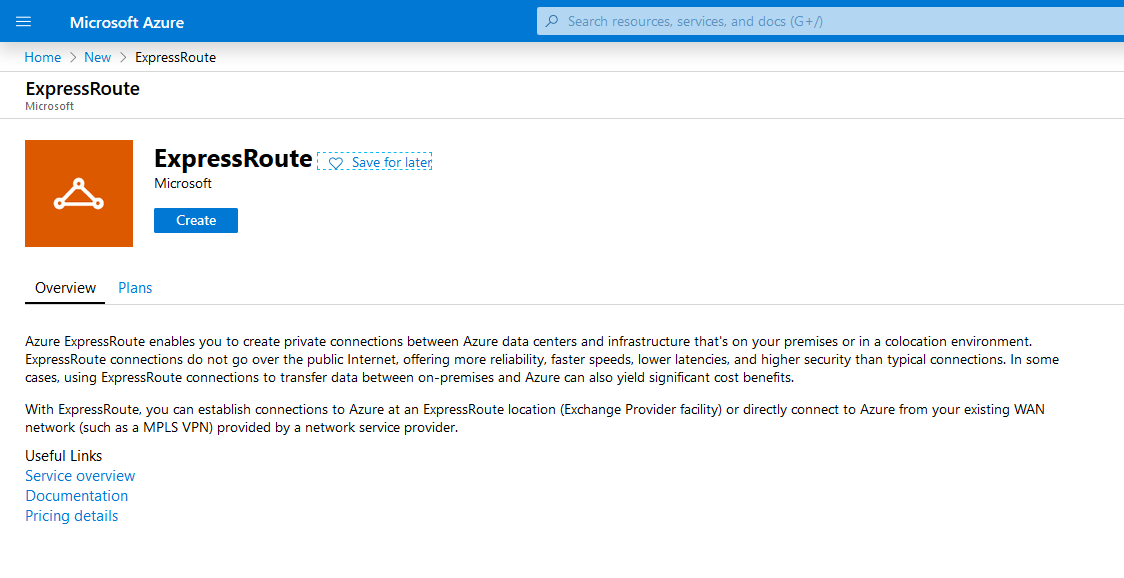 Microsoft Azure
Search resources, services, and docs (G+/)
Home > New > ExpressRoute
ExpressRoute
Microsoft
ExpressRoute Save for later
Microsoft
Create
Overview Plans
Azure ExpressRoute enables you to create private connections between Azure data centers and infrastructure that's on your premises or in a colocation environment.
ExpressRoute connections do not go over the public Internet, offering more reliability, faster speeds, lower latencies, and higher security than typical connections. In some
cases, using ExpressRoute connections to transfer data between on-premises and Azure can also yield significant cost benefits.
With ExpressRoute, you can establish connections to Azure at an ExpressRoute location (Exchange Provider facility) or directly connect to Azure from your existing WAN
network (such as a MPLS VPN) provided by a network service provider.
Useful Links
Service overview
Documentation
Pricing details